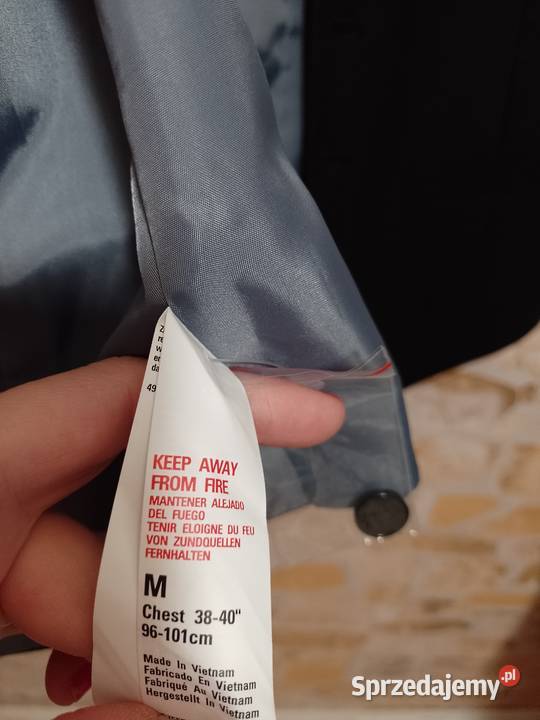 49
KEEP AWAY
FROM FIRE
MANTENER ALEJADO
DEL FUEGO
TENIR ELOIGNE DU FEU
VON ZUNDQUELLEN
FERNHALTEN
M
Chest 38-40"
96-101cm
Made In Vietnam
Fabricado En Vietnam
Fabriqué Au Vietnam
Hergestellt In Vietnam
Sprzedajemy.pl